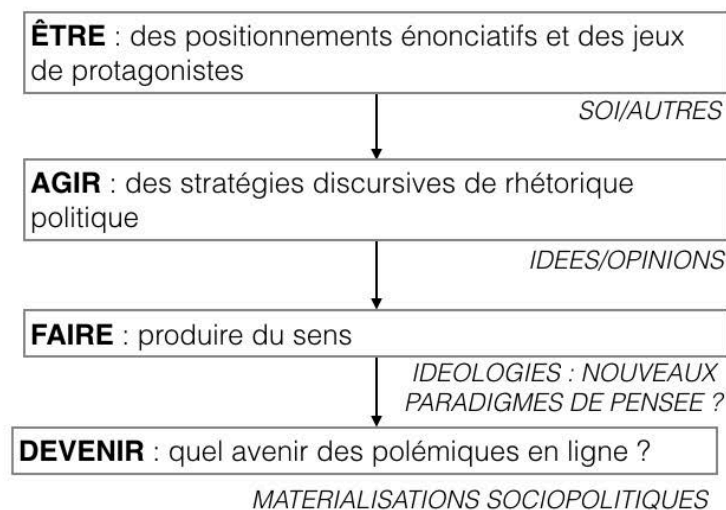 ÊTRE : des positionnements énonciatifs et des jeux
de protagonistes
SOI/AUTRES
AGIR : des stratégies discursives de rhétorique
politique
IDEES/OPINIONS
FAIRE : produire du sens
IDEOLOGIES : NOUVEAUX
PARADIGMES DE PENSEE ?
DEVENIR : quel avenir des polémiques en ligne ?
MATERIALISATIONS SOCIOPOLITIQUES